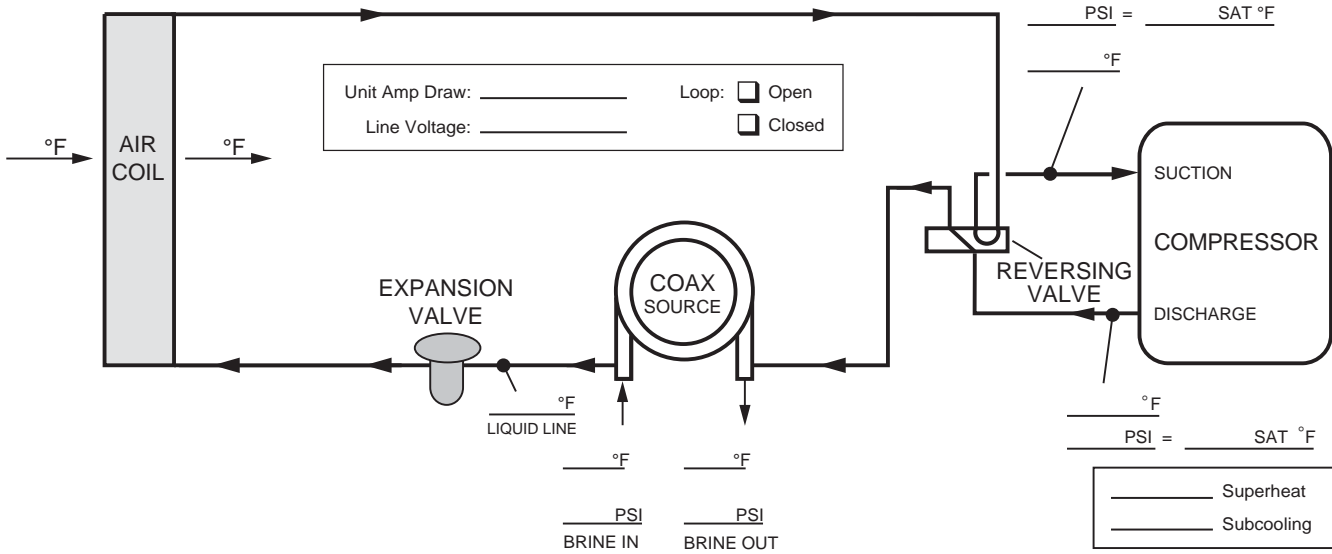 PSI = SAT °F
°F
Unit Amp Draw:
Loop: Open
Line Voltage:
Closed
°F
AIR
COIL
°F
SUCTION
COMPRESSOR
DISCHARGE
REVERSING
VALVE
COAX
SOURCE
EXPANSION
VALVE
°F
LIQUID LINE
°F
PSI = SAT °F
°F
°F
PSI
PSI
BRINE IN
BRINE OUT
Superheat
Subcooling